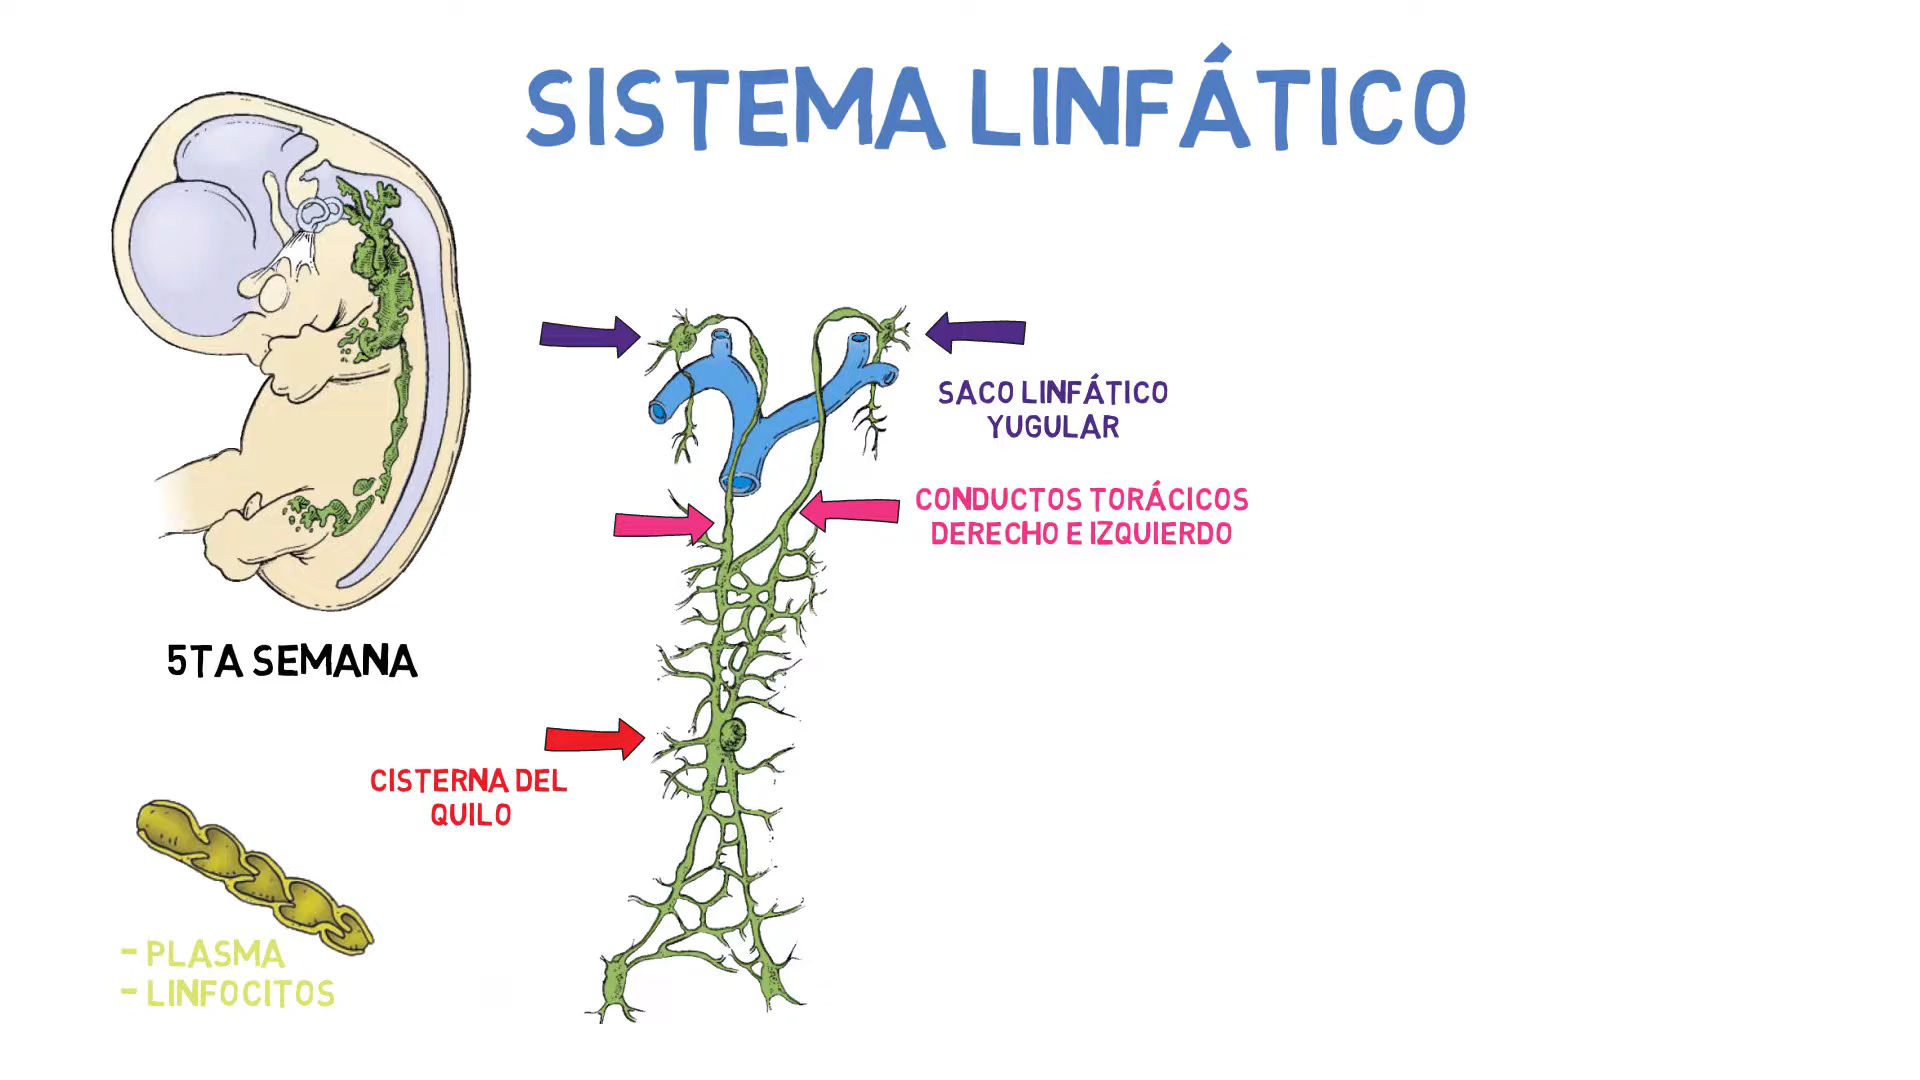 SISTEMA LINFÁTICO
SACO LINFÁTICO
YUGULAR
CONDUCTOS TORÁCICOS
DERECHO E IZQUIERDO
5TA SEMANA
CISTERNA DEL
QUILO
- PLASMA
- LINFOCITOS